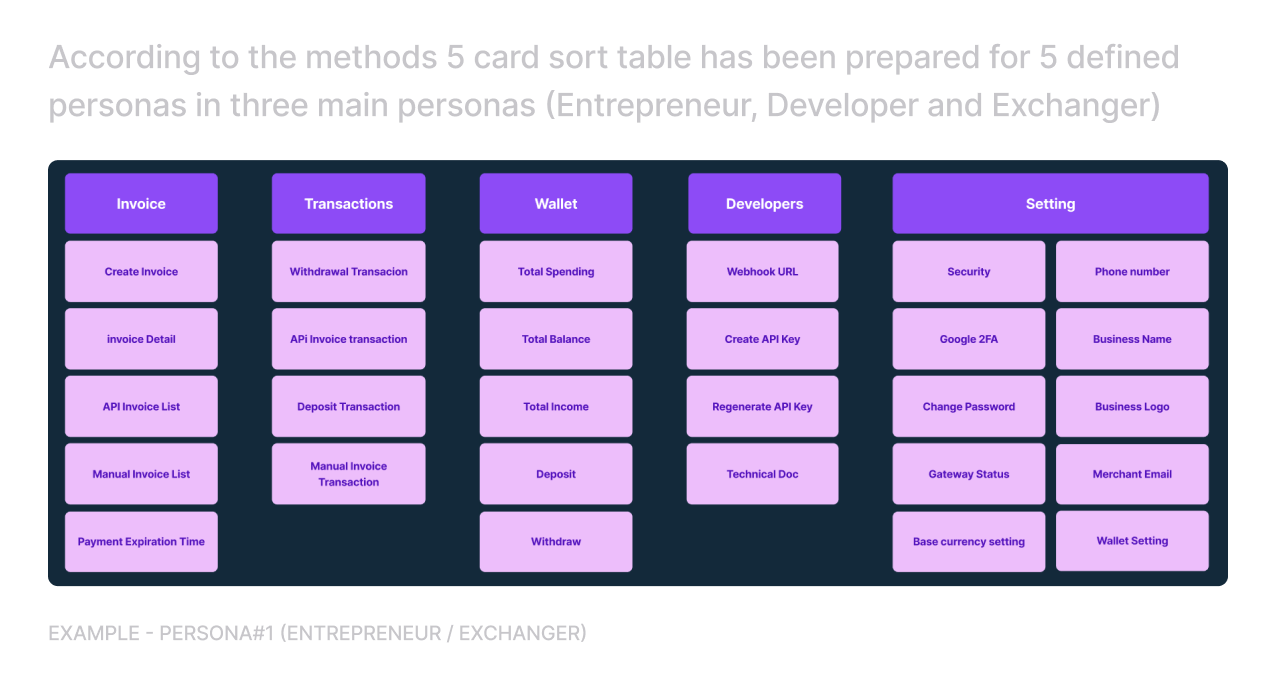 According to the methods 5 card sort table has been prepared for 5 defined
personas in three main personas (Entrepreneur, Developer and Exchanger)
Invoice
Create Invoice
invoice Detail
API Invoice List
Manual Invoice List
Payment Expiration Time
Transactions
Withdrawal Transacion
APi Invoice transaction
Deposit Transaction
Manual Invoice
Transaction
Wallet
Total Spending
Total Balance
Total Income
Deposit
Withdraw
Developers
Webhook URL
Create API Key
Regenerate API Key
Technical Doc
Setting
Security
Google 2FA
Change Password
Gateway Status
Base currency setting
Phone number
Business Name
Business Logo
Merchant Email
Wallet Setting
EXAMPLE - PERSONA#1 (ENTREPRENEUR / EXCHANGER)